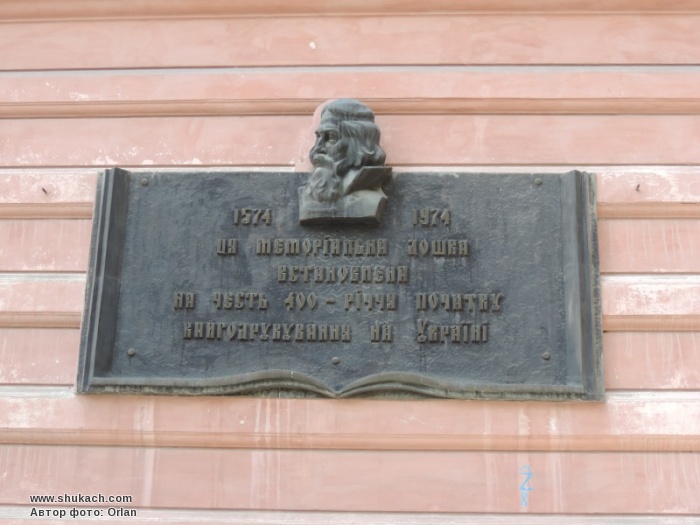 1574 1974
ЦЯ МЕМОРІАЛЬНА ДОШКА
ВСТАНОВЛЕНА
НА ЧЕСТЬ 400-РІЧЧЯ ПОЧАТКУ
КНИГОДРУКУВАННЯ НА УКРАЇНІ
www.shukach.com
Автор фото: Orlan